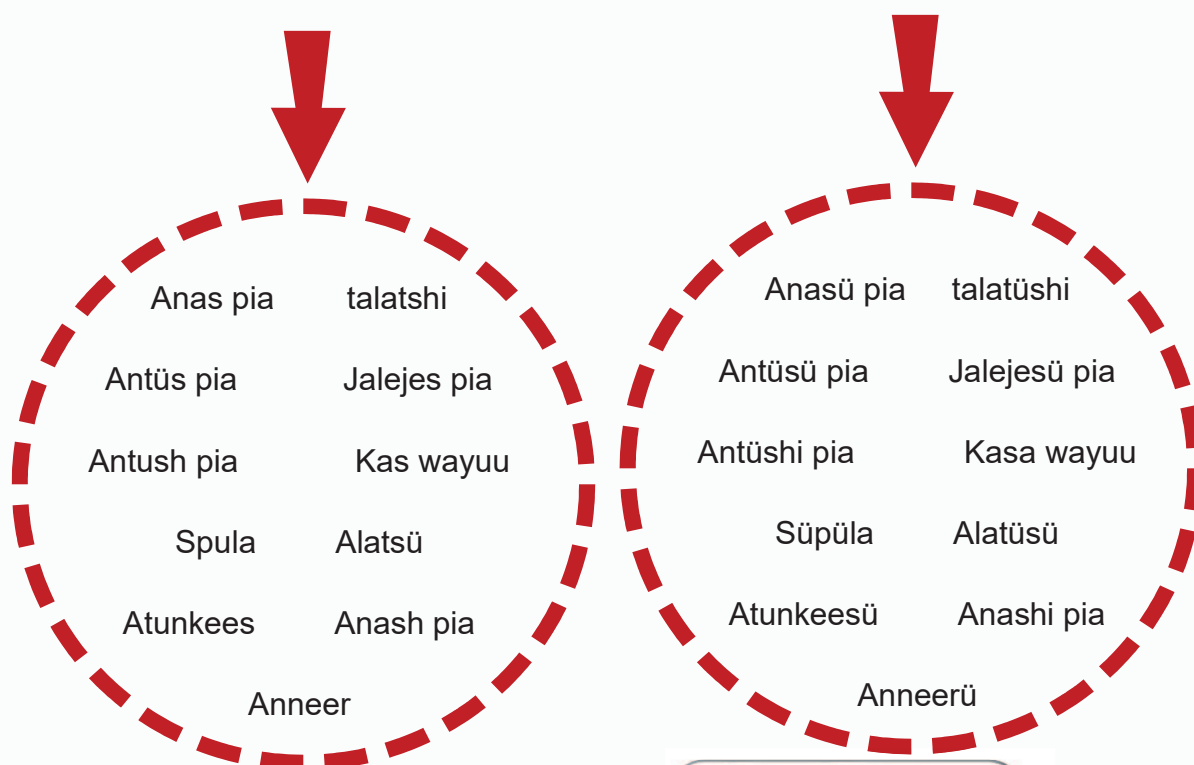 Anas pia talatshi
Antüs pia Jalejes pia
Antush pia Kas wayuu
Spula Alatsü
Atunkees Anash pia
Anneer
Anasü pia talatüshi
Antüsü pia Jalejesü pia
Antüshi pia Kasa wayuu
Süpüla Alatüsü
Atunkeesü Anashi pia
Anneerü